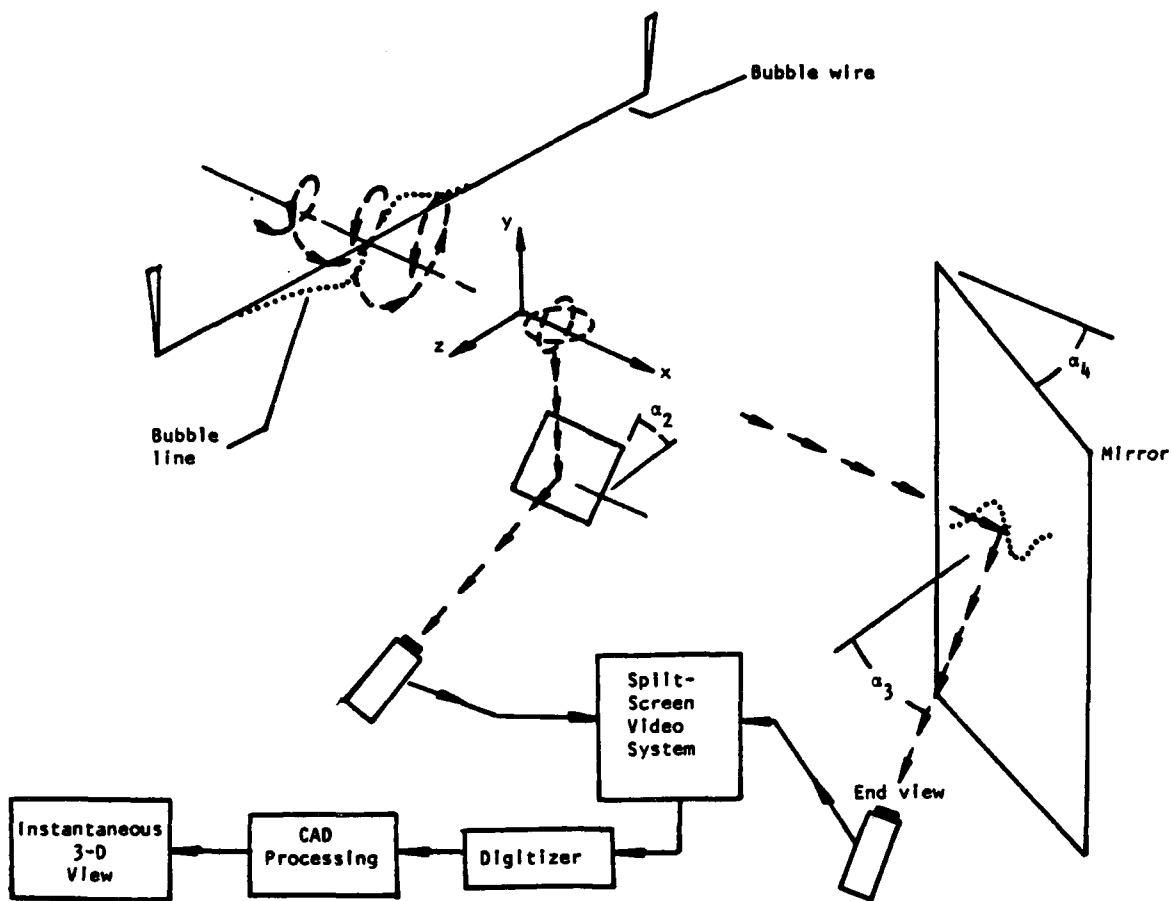 Bubble wire
y
z
x
α2
α4
Bubble
line
Mirror
α3
Split-
Screen
Video
System
End view
Instantaneous
3-D
View
CAD
Processing
Digitizer